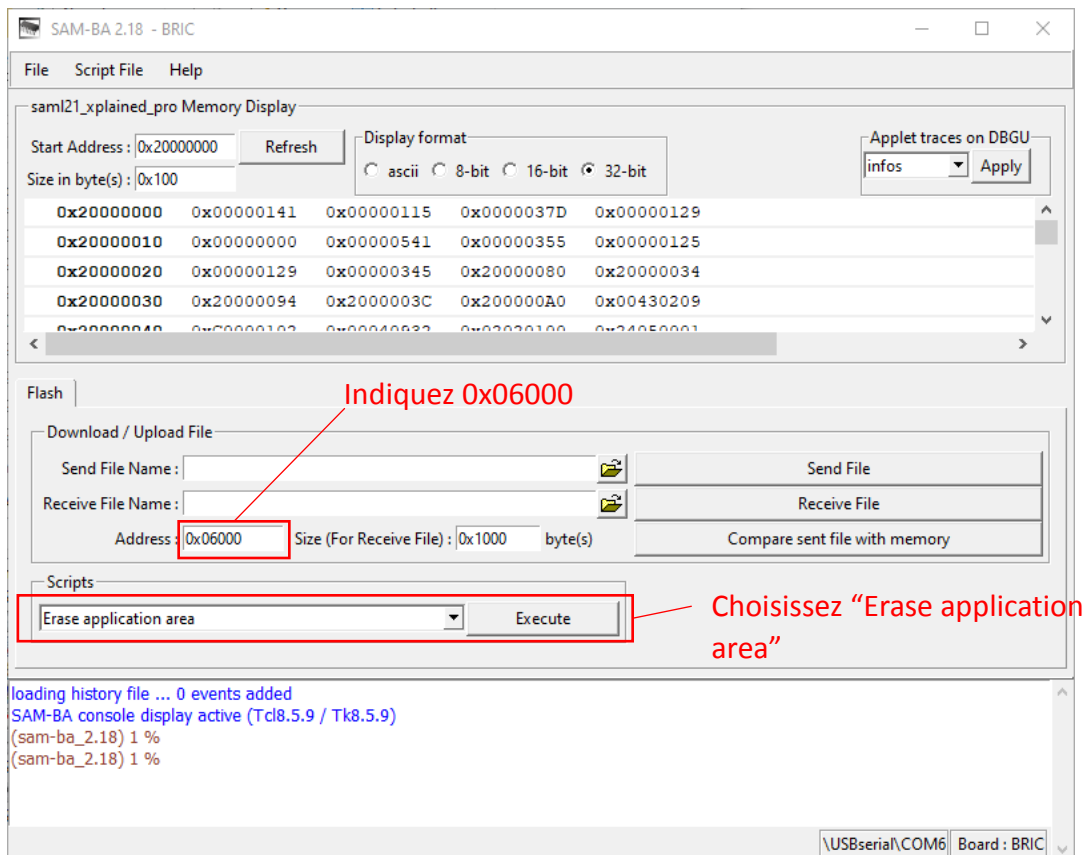 SAM-BA 2.18 - BRIC
File Script File Help
saml21_xplained_pro Memory Display
Start Address : 0x20000000 Refresh
Size in byte(s) : 0x100
Display format
ascii 8-bit 16-bit 32-bit
Applet traces on DBGU
infos Apply
0x20000000 0x00000141 0x00000115 0x0000037D 0x00000129
0x20000010 0x00000000 0x00000541 0x00000355 0x00000125
0x20000020 0x00000129 0x00000345 0x20000080 0x20000034
0x20000030 0x20000094 0x2000003C 0x200000A0 0x00430209
Flash
Indiquez 0x06000
Download / Upload File
Send File Name : Send File
Receive File Name : Receive File
Address : 0x06000 Size (For Receive File) : 0x1000 byte(s) Compare sent file with memory
Scripts
Erase application area Execute
Choisissez “Erase application
area”
loading history file ... 0 events added
SAM-BA console display active (Tcl8.5.9 / Tk8.5.9)
(sam-ba_2.18) 1 %
(sam-ba_2.18) 1 %
\USBserial\COM6 Board : BRIC